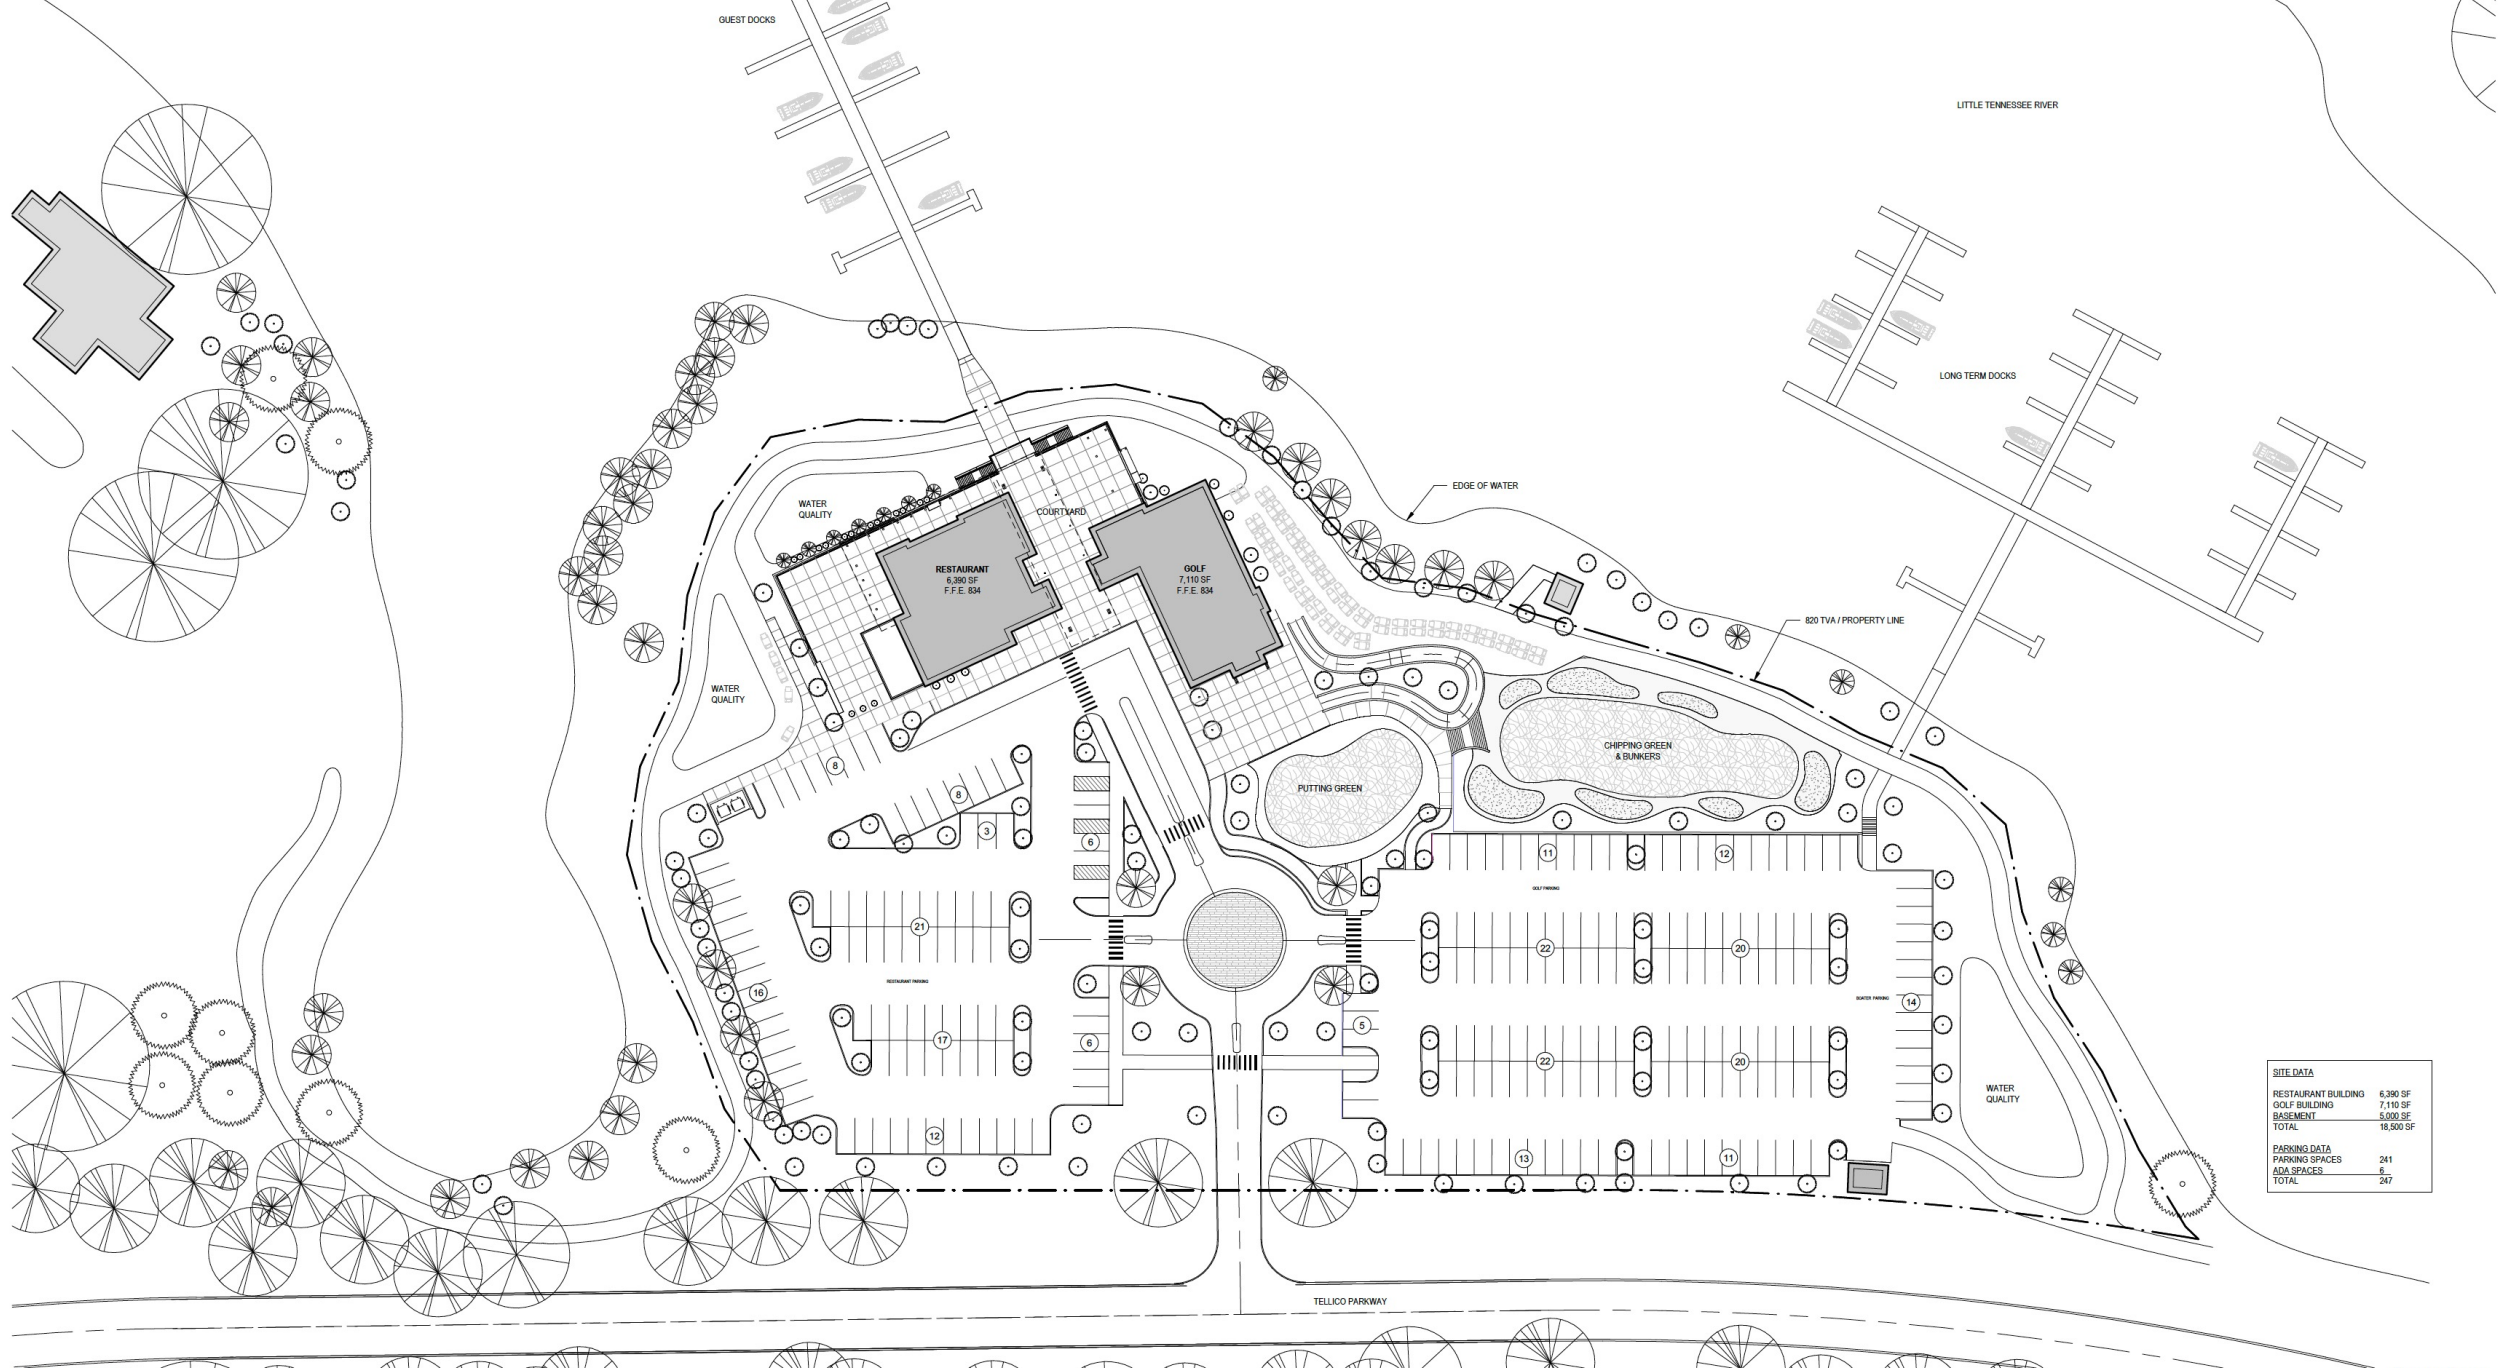 GUEST DOCKS
LITTLE TENNESSEE RIVER
LONG TERM DOCKS
EDGE OF WATER
WATER
QUALITY
COURTYARD
RESTAURANT
6,390 SF
F.F.E. 834
GOLF
7,110 SF
F.F.E. 834
820 TVA / PROPERTY LINE
WATER
QUALITY
CHIPPING GREEN
& BUNKERS
PUTTING GREEN
8
8
3
6
11
12
GOLF PARKING
21
22
20
RESTAURANT PARKING
16
BOATER PARKING
14
17
6
5
22
20
WATER
QUALITY
12
13
11
SITE DATA
RESTAURANT BUILDING 6,390 SF
GOLF BUILDING 7,110 SF
BASEMENT 5,000 SF
TOTAL 18,500 SF
PARKING DATA
PARKING SPACES 241
ADA SPACES 6
TOTAL 247
TELLICO PARKWAY